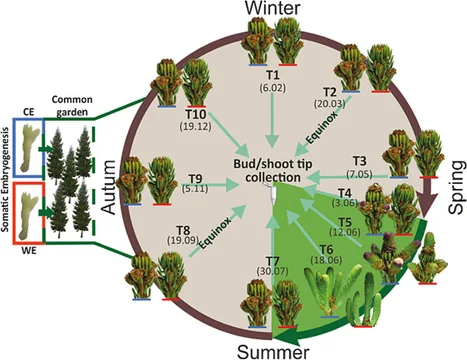 Winter
Somatic Embryogenesis
CE
WE
Common
garden
Autum
T1
(6.02)
T2
(20.03)
Equinox
T10
(19.12)
Bud/shoot tip
collection
T3
(7.05)
T4
(3.06)
T5
(12.06)
T6
(18.06)
T7
(30.07)
T8
(19.09)
Equinox
T9
(5.11)
Spring
Summer